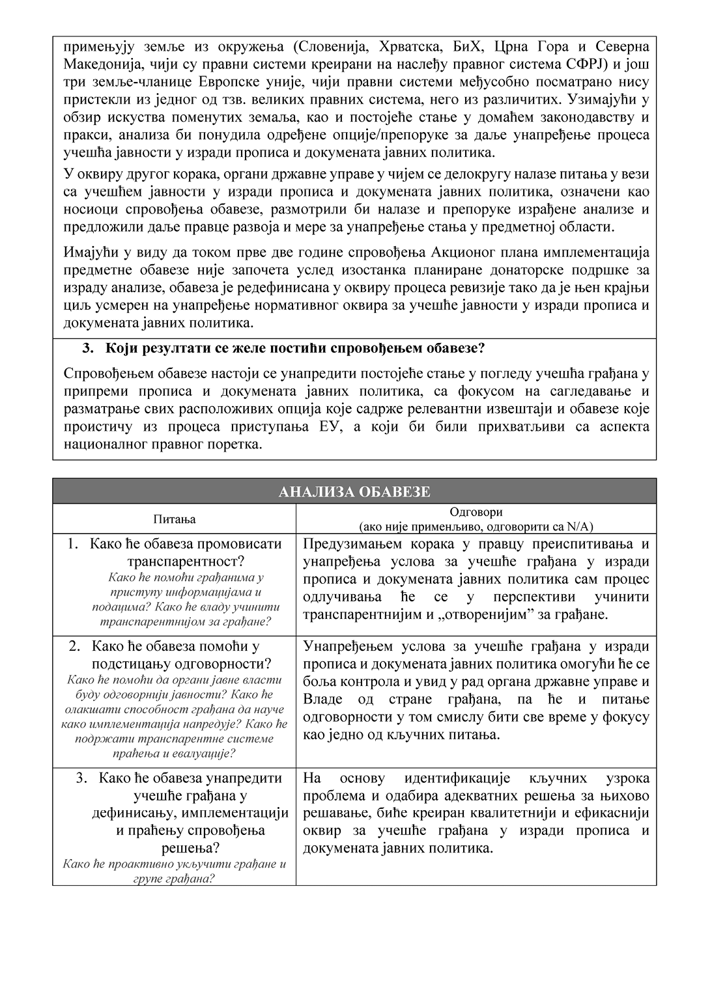 примењују земље из окружења (Словенија, Хрватска, БиХ, Црна Гора и Северна
Македонија, чији су правни системи креирани на наслеђу правног система СФРЈ) и још
три земље-чланице Европске уније, чији правни системи међусобно посматрано нису
пристекли из једног од тзв. великих правних система, него из различитих. Узимајући у
обзир искуства поменутих земаља, као и постојеће стање у домаћем законодавству и
пракси, анализа би понудила одређене опције/препоруке за даље унапређење процеса
учешћа јавности у изради прописа и докумената јавних политика.
У оквиру другог корака, органи државне управе у чијем се делокругу налазе питања у вези
са учешћем јавности у изради прописа и докумената јавних политика, означени као
носиоци спровођења обавезе, размотрили би налазе и препоруке израђене анализе и
предложили даље правце развоја и мере за унапређење стања у предметној области.
Имајући у виду да током прве две године спровођења Акционог плана имплементација
предметне обавезе није започета услед изостанка планиране донаторске подршке за
израду анализе, обавеза је редефинисана у оквиру процеса ревизије тако да је њен крајњи
циљ усмерен на унапређење нормативног оквира за учешће јавности у изради прописа и
докумената јавних политика.
3. Који резултати се желе постићи спровођењем обавезе?
Спровођењем обавезе настоји се унапредити постојеће стање у погледу учешћа грађана у
припреми прописа и докумената јавних политика, са фокусом на сагледавање и
разматрање свих расположивих опција које садрже релевантни извештаји и обавезе које
проистичу из процеса приступања ЕУ, а који би били прихватљиви са аспекта
националног правног поретка.
АНАЛИЗА ОБАВЕЗЕ
Питања
Одговори
(ако није применљиво, одговорити са N/A)
1. Како ће обавеза промовисати
транспарентност?
Како ће помоћи грађанима у
приступу информацијама и
подацима? Како ће владу учинити
транспарентнијом за грађане?
Предузимањем корака у правцу преиспитивања и
унапређења услова за учешће грађана у изради
прописа и докумената јавних политика сам процес
одлучивања ће се у перспективи учинити
транспарентнијим и „отворенијим” за грађане.
2. Како ће обавеза помоћи у
подстицању одговорности?
Како ће помоћи да органи јавне власти
буду одговорнији јавности? Како ће
олакшати способност грађана да науче
како имплементација напредује? Како ће
подржати транспарентне системе
праћења и евалуације?
Унапређењем услова за учешће грађана у изради
прописа и докумената јавних политика омогући ће се
боља контрола и увид у рад органа државне управе и
Владе од стране грађана, па ће и питање
одговорности у том смислу бити све време у фокусу
као једно од кључних питања.
3. Како ће обавеза унапредити
учешће грађана у
дефинисању, имплементацији
и праћењу спровођења
решења?
Како ће проактивно укључити грађане и
групе грађана?
На основу идентификације кључних узрока
проблема и одабира адекватних решења за њихово
решавање, биће креиран квалитетнији и ефикаснији
оквир за учешће грађана у изради прописа и
докумената јавних политика.